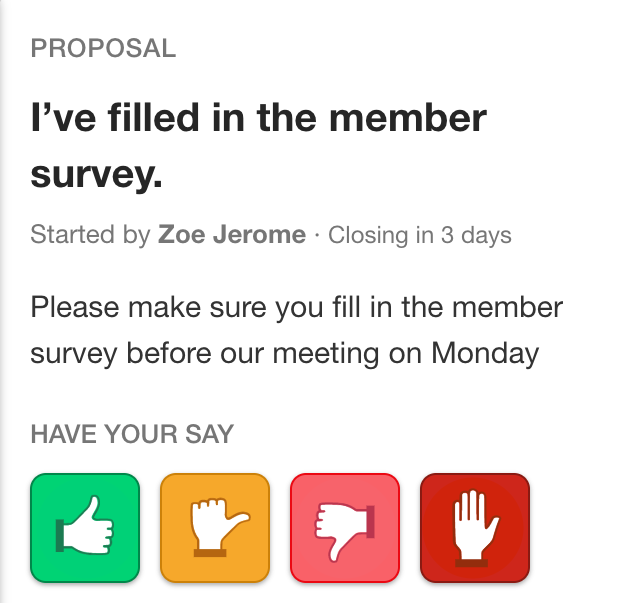 PROPOSAL
I’ve filled in the member
survey.
Started by Zoe Jerome · Closing in 3 days
Please make sure you fill in the member
survey before our meeting on Monday
HAVE YOUR SAY